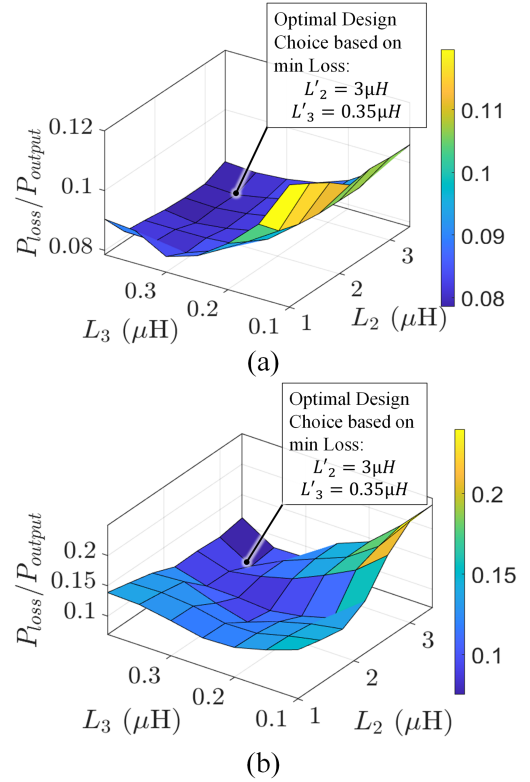 Optimal Design
Choice based on
min Loss:
L'₂ = 3μH
L'₃ = 0.35μH
0.12
0.1
0.08
P_loss/P_output
0.3
0.2
0.1
L₃ (μH)
1
2
3
L₂ (μH)
0.11
0.1
0.09
0.08
(a)
Optimal Design
Choice based on
min Loss:
L'₂ = 3μH
L'₃ = 0.35μH
0.2
0.15
0.1
P_loss/P_output
0.3
0.2
0.1
L₃ (μH)
1
2
3
L₂ (μH)
0.2
0.15
0.1
(b)